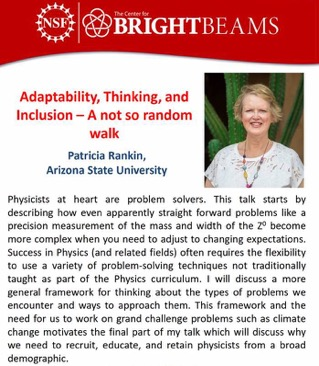 NSF
The Center for
BRIGHTBEAMS
Adaptability, Thinking, and
Inclusion – A not so random
walk
Patricia Rankin,
Arizona State University
Physicists at heart are problem solvers. This talk starts by
describing how even apparently straight forward problems like a
precision measurement of the mass and width of the Z⁰ become
more complex when you need to adjust to changing expectations.
Success in Physics (and related fields) often requires the flexibility
to use a variety of problem-solving techniques not traditionally
taught as part of the Physics curriculum. I will discuss a more
general framework for thinking about the types of problems we
encounter and ways to approach them. This framework and the
need for us to work on grand challenge problems such as climate
change motivates the final part of my talk which will discuss why
we need to recruit, educate, and retain physicists from a broad
demographic.